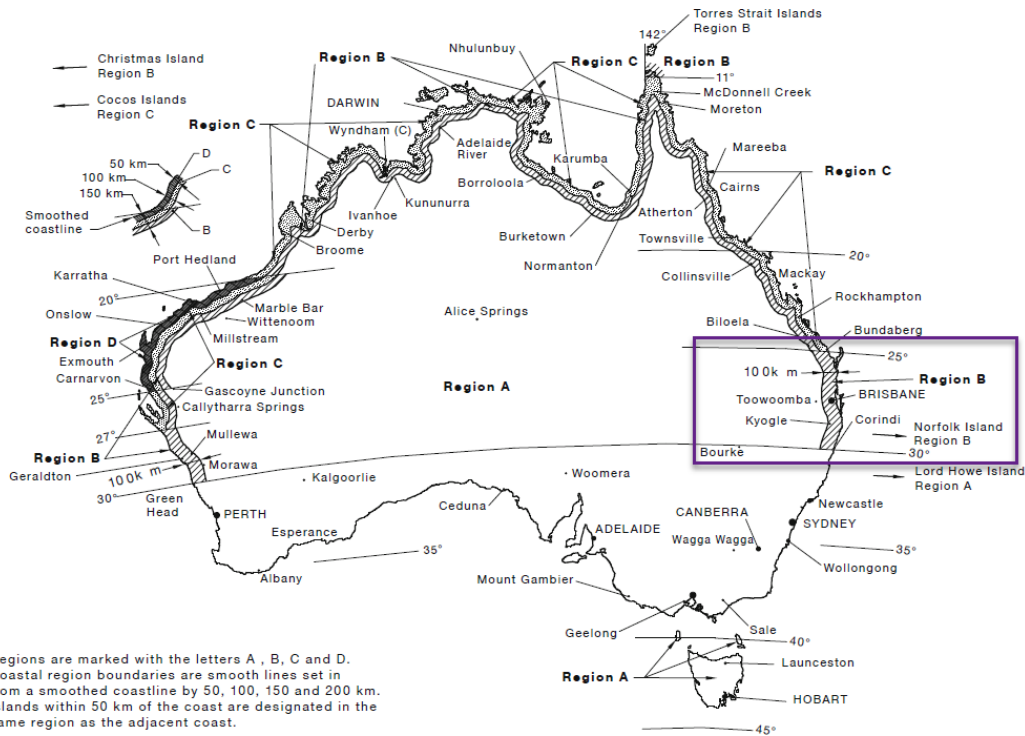 Torres Strait Islands
Region B
142°
Nhulunbuy
Region B
Region C
Region B
11°
Christmas Island
Region B
McDonnell Creek
Moreton
Cocos Islands
Region C
DARWIN
Region C
Wyndham (C)
Adelaide
River
Mareeba
D
50 km
C
100 km
150 km
Karumba
Region C
Borroloola
Cairns
Kununurra
Smoothed
coastline
B
Ivanhoe
Atherton
Derby
Burketown
Townsville
Broome
20°
Port Hedland
Normanton
Collinsville
Mackay
Karratha
20°
Rockhampton
Marble Bar
Onslow
Wittenoom
Alice Springs
Biloela
Bundaberg
Millstream
Region D
Exmouth
Region C
25°
Carnarvon
100k m
Region B
Gascoyne Junction
Region A
25°
Toowoomba
BRISBANE
Callytharra Springs
Kyogle
Corindi
27°
Norfolk Island
Region B
Mullewa
Bourke
30°
Region B
Morawa
Lord Howe Island
Region A
Geraldton
100k m
Woomera
30°
Kalgoorlie
Green
Head
Newcastle
Ceduna
CANBERRA
PERTH
SYDNEY
Esperance
ADELAIDE
Wagga Wagga
35°
35°
Wollongong
Albany
Mount Gambier
Geelong
Sale
40°
egions are marked with the letters A , B, C and D.
Launceston
oastal region boundaries are smooth lines set in
Region A
om a smoothed coastline by 50, 100, 150 and 200 km.
slands within 50 km of the coast are designated in the
HOBART
ame region as the adjacent coast.
45°